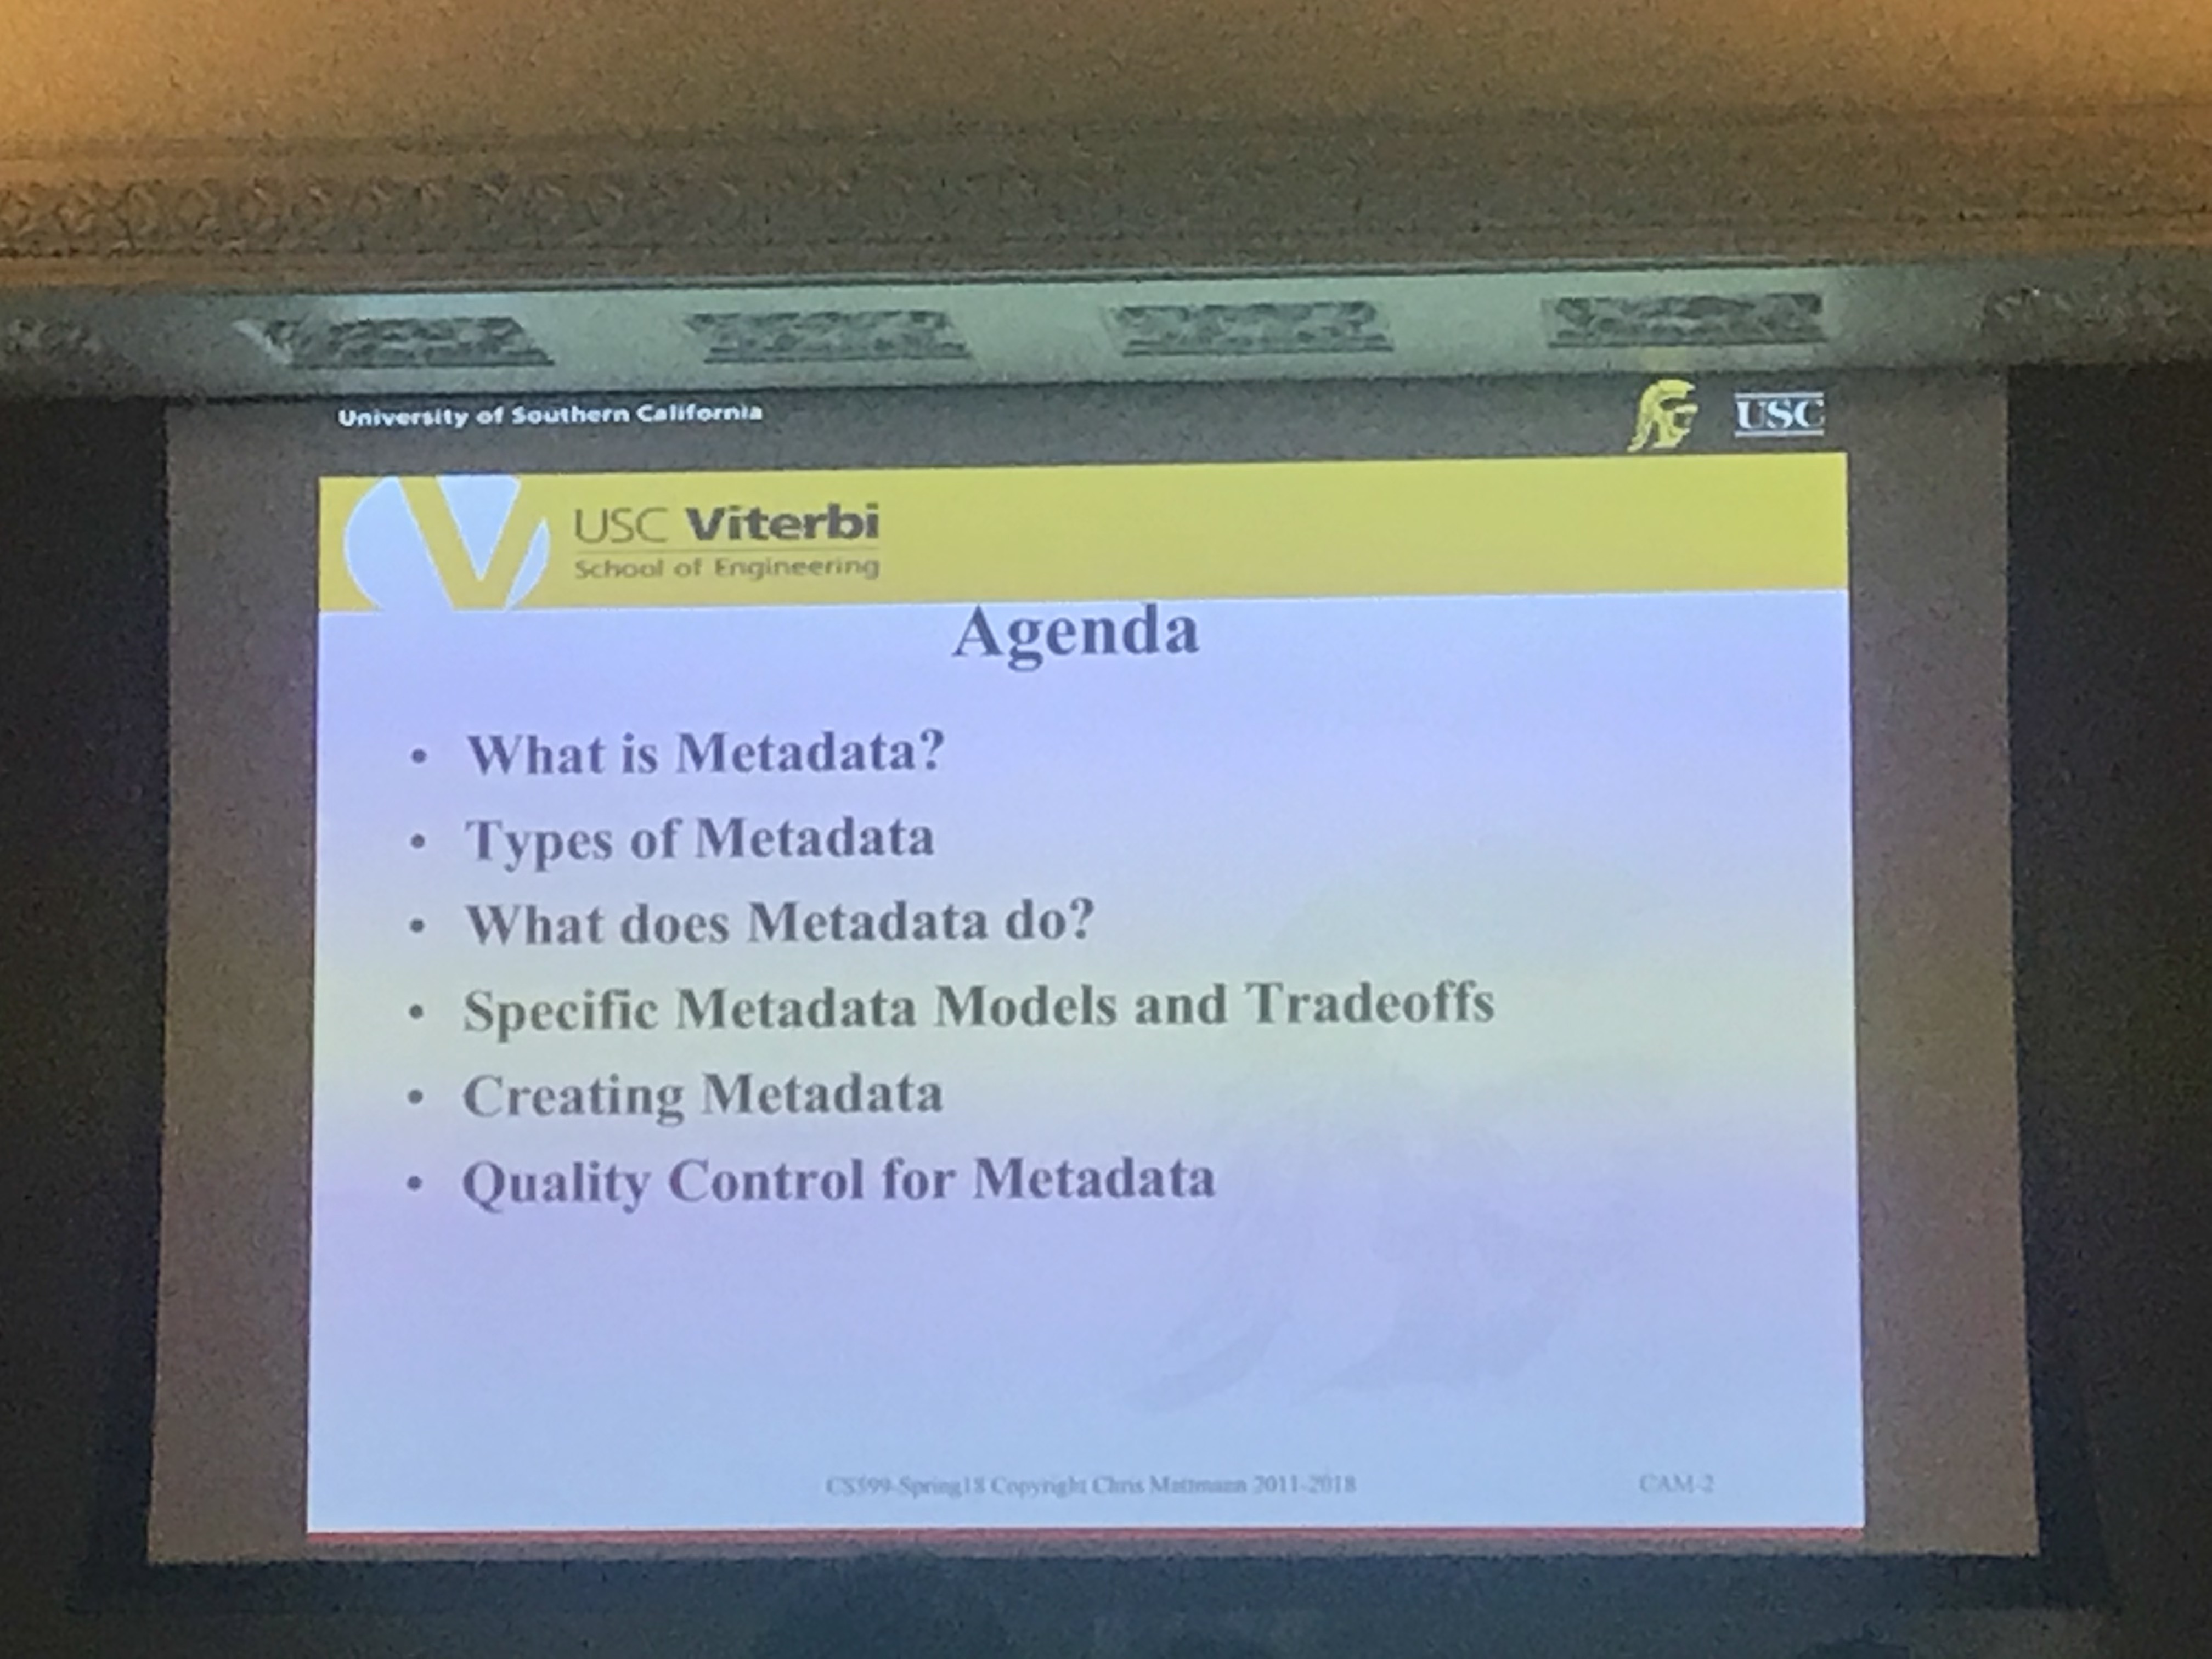 University of Southern California
USC
USC Viterbi
School of Engineering
Agenda
• What is Metadata?
• Types of Metadata
• What does Metadata do?
• Specific Metadata Models and Tradeoffs
• Creating Metadata
• Quality Control for Metadata
CS599-Spring18 Copyright Chris Mattmann 2011-2018
CAM-2